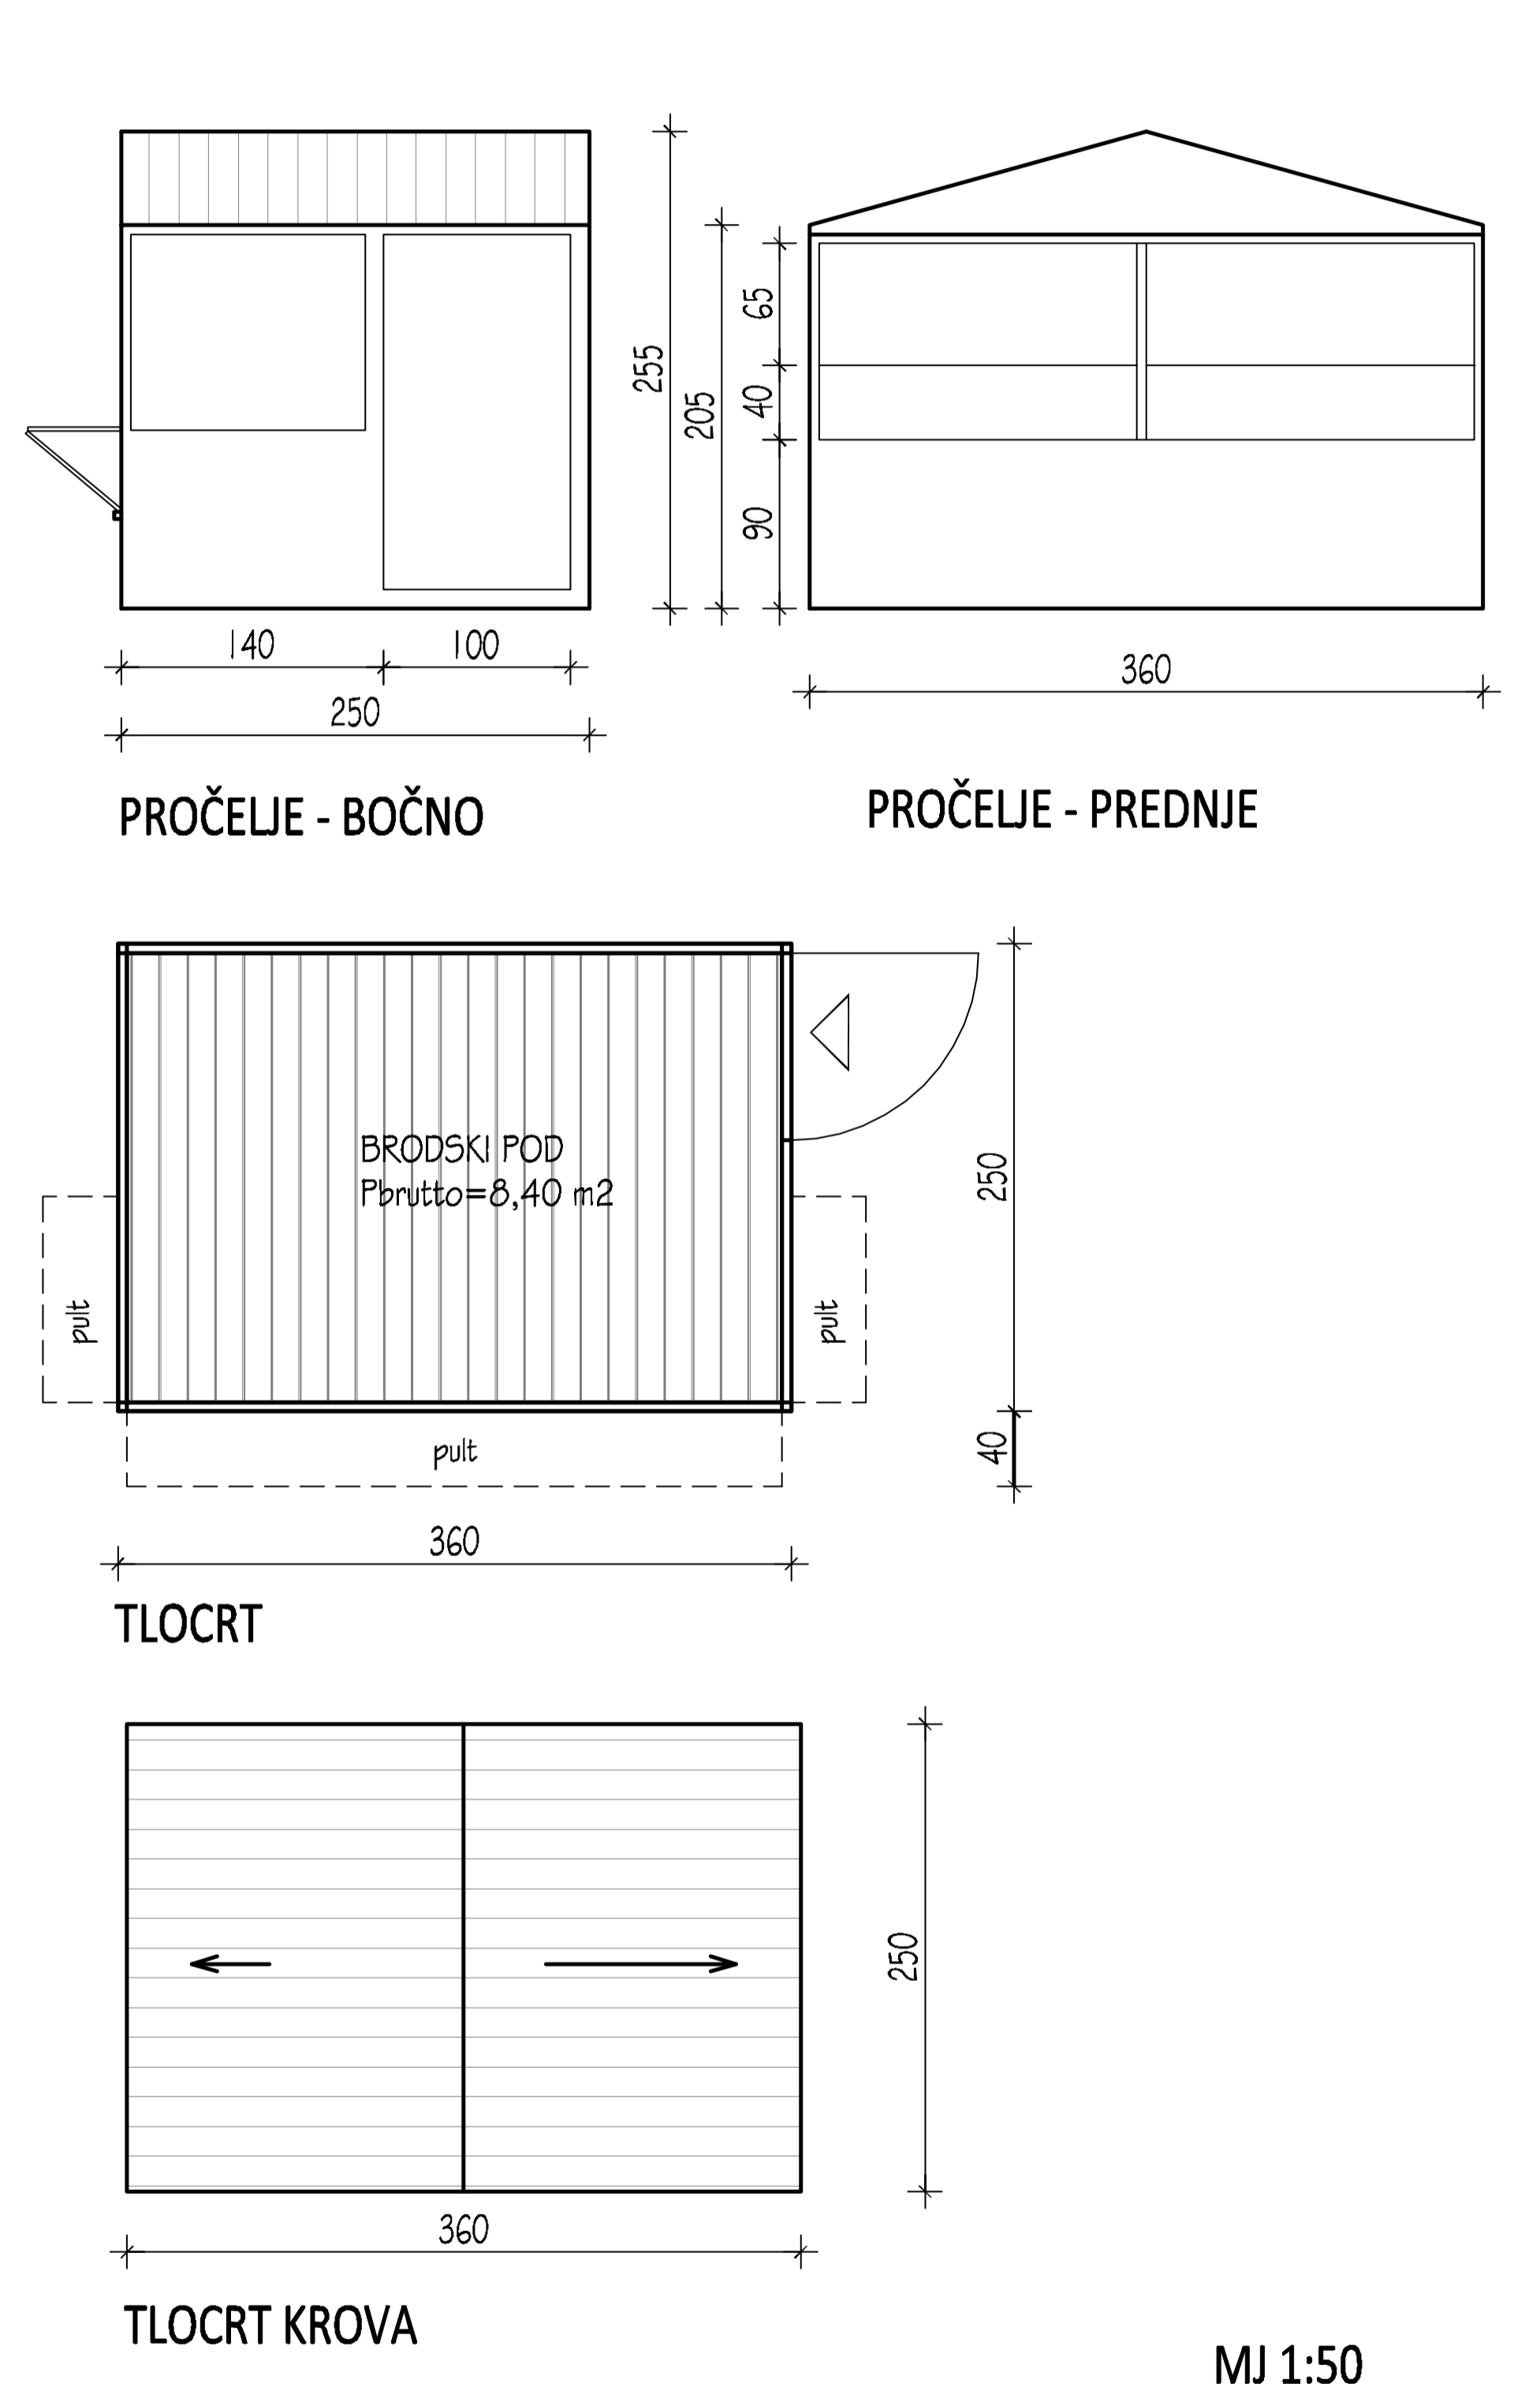 255
205
65
40
90
140
100
250
360
PROČELJE - BOČNO
PROČELJE - PREDNJE
BRODSKI POD
Pbrutto=8,40 m2
pult
pult
pult
250
40
360
TLOCRT
250
360
TLOCRT KROVA
MJ 1:50